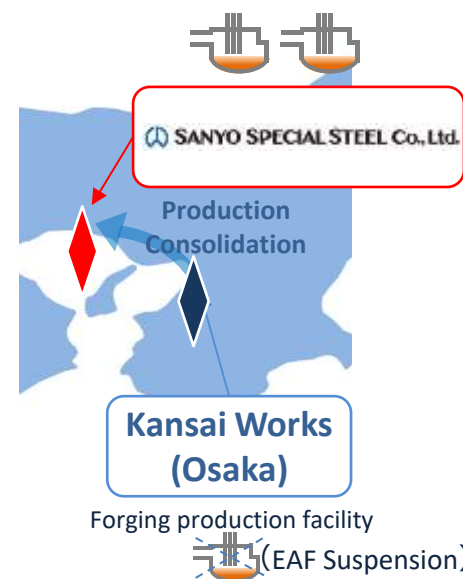 SANYO SPECIAL STEEL Co., Ltd.
Production
Consolidation
Kansai Works
(Osaka)
Forging production facility
(EAF Suspension)